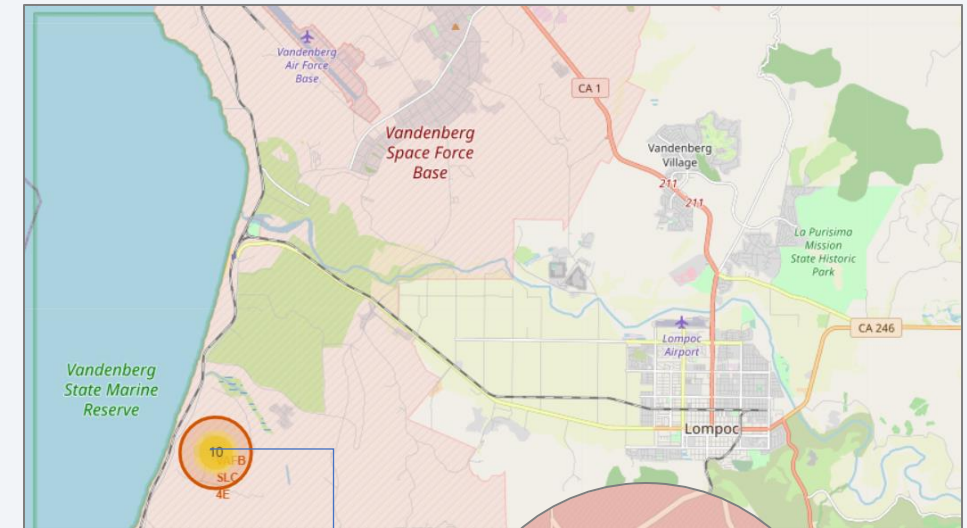 Vandenberg
Air Force
Base
CA 1
Vandenberg
Space Force
Base
Vandenberg
Village
211
211
La Purisima
Mission
State Historic
Park
CA 246
Lompoc
Airport
Vandenberg
State Marine
Reserve
Lompoc
10
AFB
SLC
4E